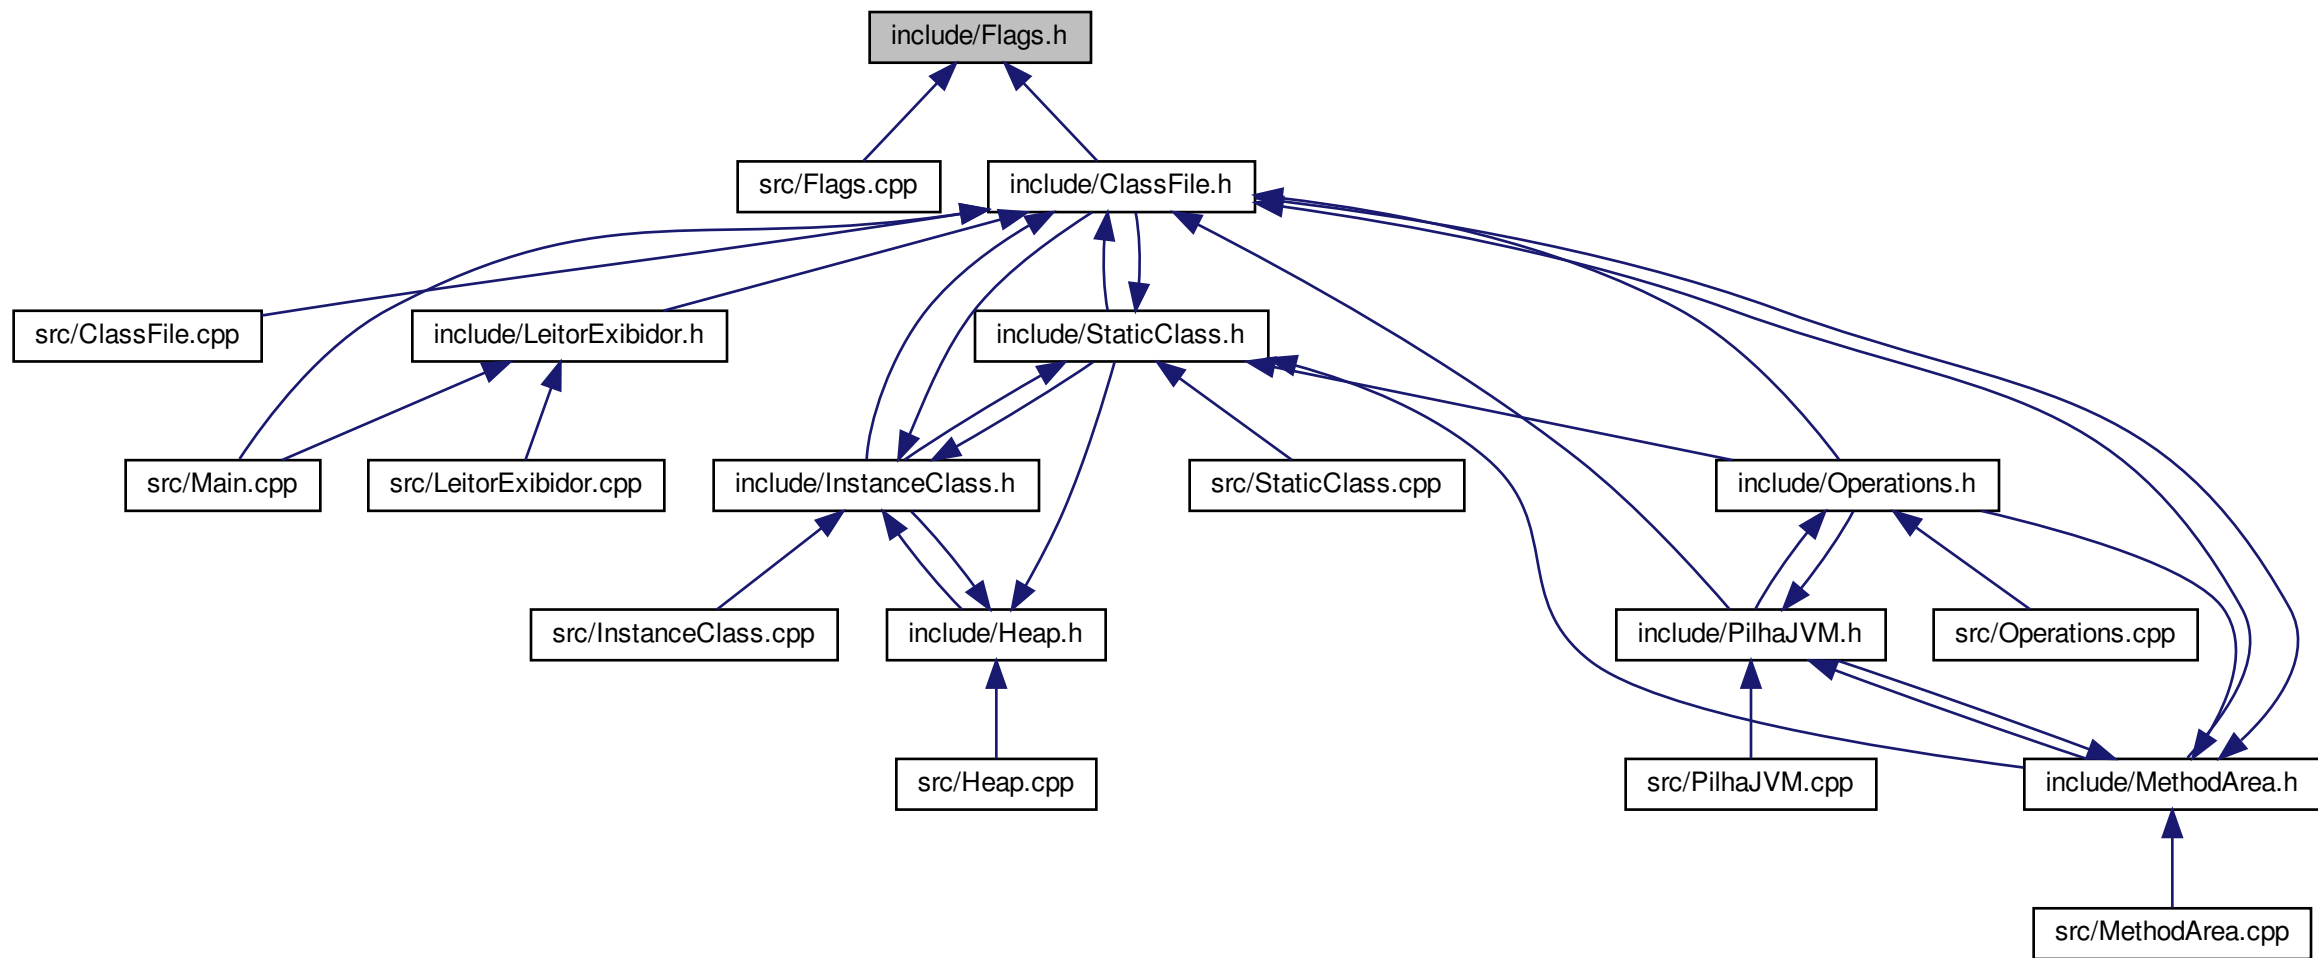 include/Flags.h
src/Flags.cpp
include/ClassFile.h
src/ClassFile.cpp
include/LeitorExibidor.h
include/StaticClass.h
src/Main.cpp
src/LeitorExibidor.cpp
include/InstanceClass.h
src/StaticClass.cpp
include/Operations.h
src/InstanceClass.cpp
include/Heap.h
include/PilhaJVM.h
src/Operations.cpp
src/Heap.cpp
src/PilhaJVM.cpp
include/MethodArea.h
src/MethodArea.cpp